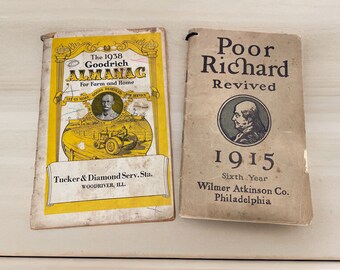 The 1938
Goodrich
ALMANAC
For Farm and Home
Tucker & Diamond Serv. Sta.
WOODRIVER, ILL.
Poor
Richard
Revived
1915
Sixth Year
Wilmer Atkinson Co.
Philadelphia